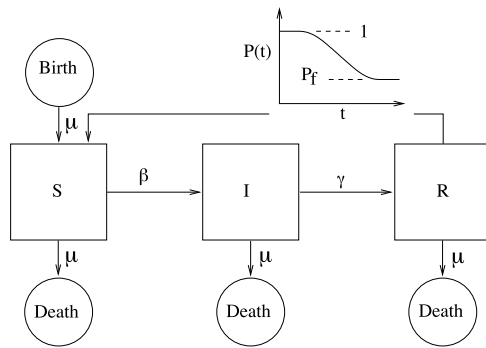 P(t)
1
P_f
t
Birth
μ
S
β
I
γ
R
μ
μ
μ
Death
Death
Death